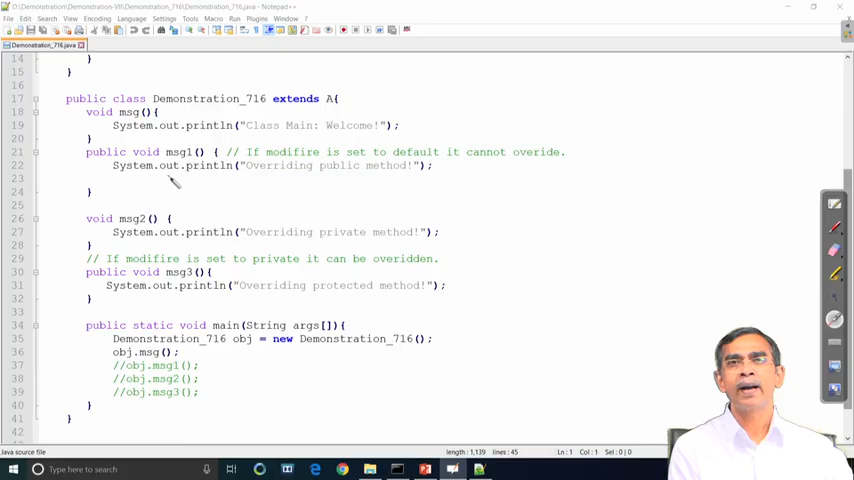 D:\Demonstration\Demonstration-VII\Demonstration_716\Demonstration_716.java - Notepad++
File Edit Search View Encoding Language Settings Tools Macro Run Plugins Window ?
Demonstration_716.java
14 }
15 }
16
17 public class Demonstration_716 extends A{
18 void msg(){
19 System.out.println("Class Main: Welcome!");
20 }
21 public void msg1() { // If modifire is set to default it cannot overide.
22 System.out.println("Overriding public method!");
23
24 }
25
26 void msg2() {
27 System.out.println("Overriding private method!");
28 }
29 // If modifire is set to private it can be overidden.
30 public void msg3(){
31 System.out.println("Overriding protected method!");
32 }
33
34 public static void main(String args[]){
35 Demonstration_716 obj = new Demonstration_716();
36 obj.msg();
37 //obj.msg1();
38 //obj.msg2();
39 //obj.msg3();
40 }
41 }
42
Java source file length : 1,139 lines : 45 Ln : 1 Col : 1 Sel : 0 | 0
Type here to search